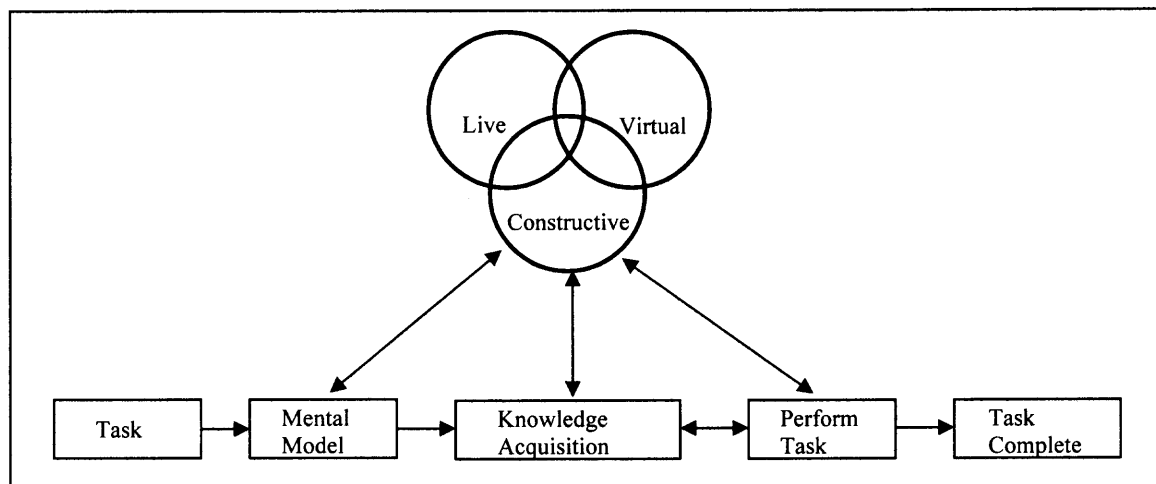 Live
Virtual
Constructive
Task
Mental
Model
Knowledge
Acquisition
Perform
Task
Task
Complete